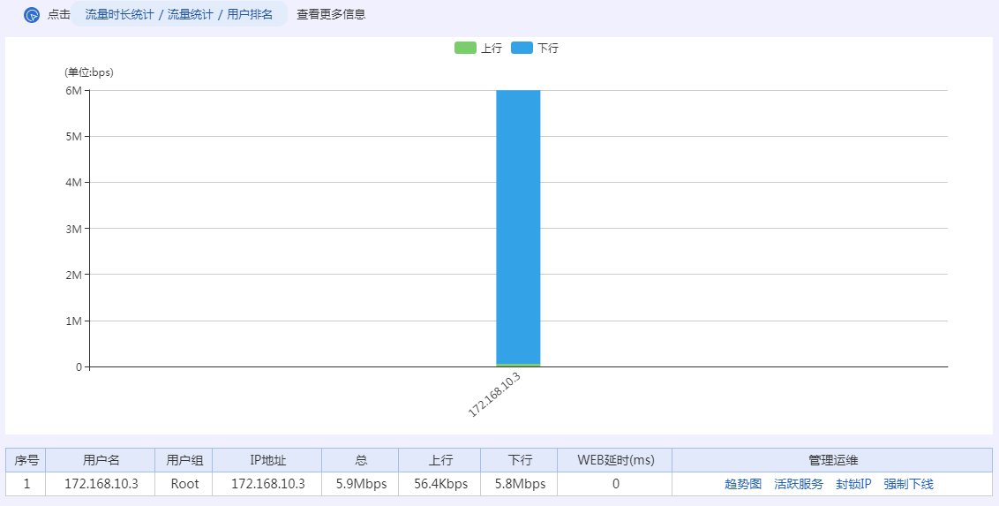 点击 流量时长统计 / 流量统计 / 用户排名 查看更多信息
上行 下行
(单位:bps)
6M
5M
4M
3M
2M
1M
0
172.168.10.3
序号 用户名 用户组 IP地址 总 上行 下行 WEB延时(ms) 管理运维
1 172.168.10.3 Root 172.168.10.3 5.9Mbps 56.4Kbps 5.8Mbps 0 趋势图 活跃服务 封锁IP 强制下线